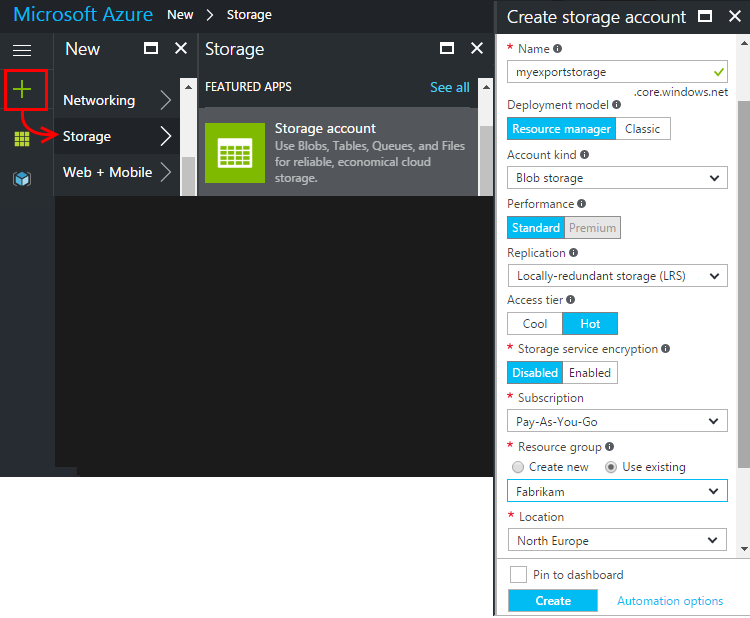 Microsoft Azure New > Storage
New
Networking
Storage
Web + Mobile
Storage
FEATURED APPS See all
Storage account
Use Blobs, Tables, Queues, and Files
for reliable, economical cloud
storage.
Create storage account
* Name
myexportstorage
.core.windows.net
Deployment model
Resource manager Classic
Account kind
Blob storage
Performance
Standard Premium
Replication
Locally-redundant storage (LRS)
Access tier
Cool Hot
* Storage service encryption
Disabled Enabled
* Subscription
Pay-As-You-Go
* Resource group
Create new Use existing
Fabrikam
* Location
North Europe
Pin to dashboard
Create Automation options